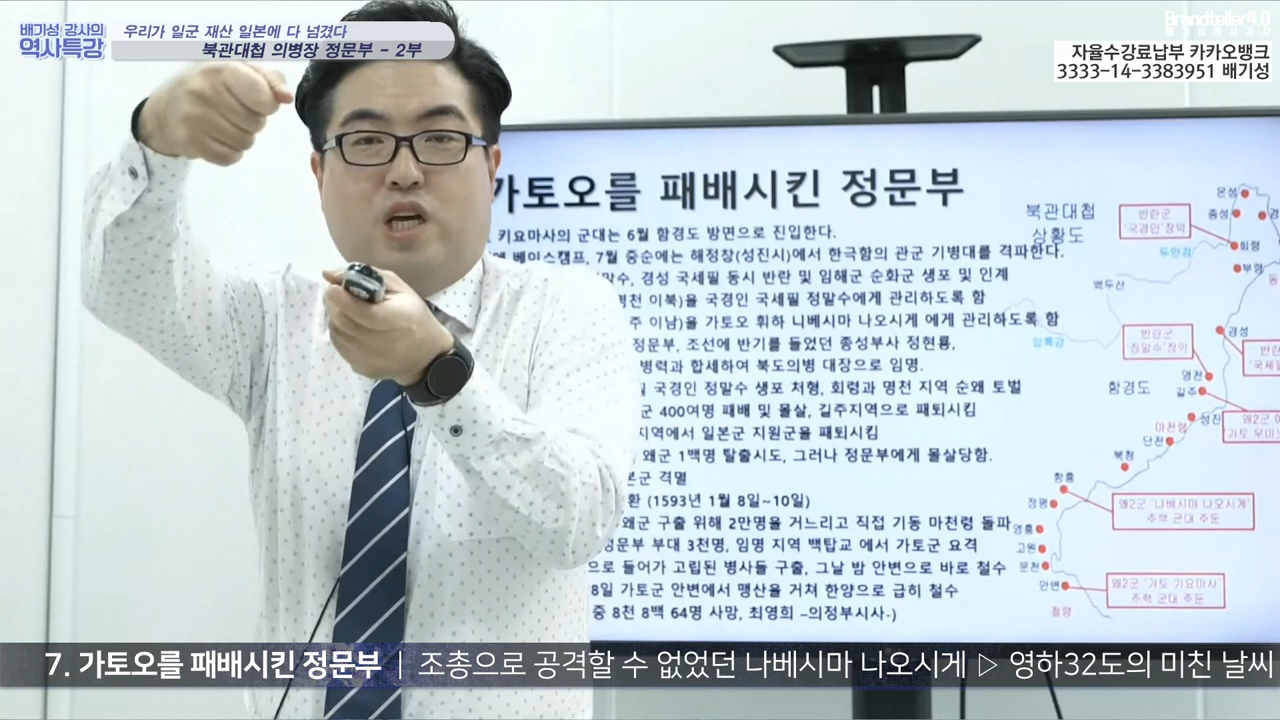 배기성 강사의
역사특강
우리가 일군 재산 일본에 다 넘겼다
북관대첩 의병장 정문부 - 2부
Brandteller4.0
자율수강료납부 카카오뱅크
3333-14-3383951 배기성
가토오를 패배시킨 정문부
키요마사의 군대는 6월 함경도 방면으로 진입한다.
베이스캠프, 7월 중순에는 해정창(성진시)에서 한극함의 관군 기병대를 격파한다.
말수, 경성 국세필 동시 반란 및 임해군 순화군 생포 및 인계
명천 이북)을 국경인 국세필 정말수에게 관리하도록 함
주 이남)을 가토오 휘하 니베시마 나오시게 에게 관리하도록 함
정문부, 조선에 반기를 들었던 종성부사 정현룡,
병력과 합세하여 북도의병 대장으로 임명.
국경인 정말수 생포 처형, 회령과 명천 지역 순왜 토벌
군 400여명 패배 및 몰살, 길주지역으로 패퇴시킴
지역에서 일본군 지원군을 패퇴시킴
왜군 1백명 탈출시도, 그러나 정문부에게 몰살당함.
본군 격멸
환 (1593년 1월 8일~10일)
왜군 구출 위해 2만명을 거느리고 직접 기동 마천령 돌파
정문부 부대 3천명, 임명 지역 백탑교 에서 가토군 요격
으로 들어가 고립된 병사들 구출, 그날 밤 안변으로 바로 철수
8일 가토군 안변에서 맹산을 거쳐 한양으로 급히 철수
중 8천 8백 64명 사망, 최영희 –의정부시사-)
북관대첩
상황도
온성
종성
반란군
'국경인' 장악
회령
두만강
부령
백두산
경성
압록강
반란군
'정말수' 장악
명천
길주
함경도
성진
마천령
단천
북청
함흥
정평
왜2군 '나베시마 나오시게'
주력 군대 주둔
영흥
고원
문천
안변
왜2군 '가토 기요마사'
주력 군대 주둔
철령
7. 가토오를 패배시킨 정문부 | 조총으로 공격할 수 없었던 나베시마 나오시게 ▷ 영하32도의 미친 날씨